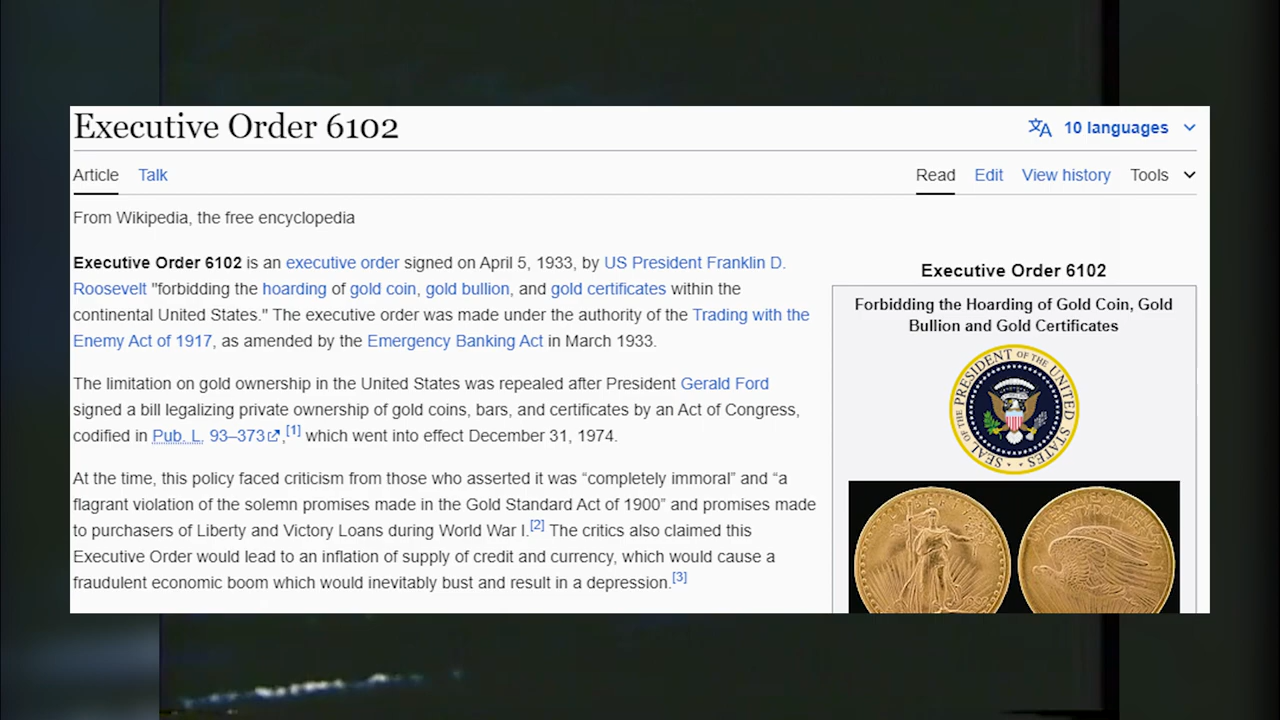 Executive Order 6102
10 languages
Article Talk
Read Edit View history Tools
From Wikipedia, the free encyclopedia
Executive Order 6102 is an executive order signed on April 5, 1933, by US President Franklin D.
Roosevelt "forbidding the hoarding of gold coin, gold bullion, and gold certificates within the
continental United States." The executive order was made under the authority of the Trading with the
Enemy Act of 1917, as amended by the Emergency Banking Act in March 1933.
The limitation on gold ownership in the United States was repealed after President Gerald Ford
signed a bill legalizing private ownership of gold coins, bars, and certificates by an Act of Congress,
codified in Pub. L. 93–373,[1] which went into effect December 31, 1974.
At the time, this policy faced criticism from those who asserted it was “completely immoral” and “a
flagrant violation of the solemn promises made in the Gold Standard Act of 1900” and promises made
to purchasers of Liberty and Victory Loans during World War I.[2] The critics also claimed this
Executive Order would lead to an inflation of supply of credit and currency, which would cause a
fraudulent economic boom which would inevitably bust and result in a depression.[3]
Executive Order 6102
Forbidding the Hoarding of Gold Coin, Gold
Bullion and Gold Certificates
SEAL OF THE PRESIDENT OF THE UNITED STATES